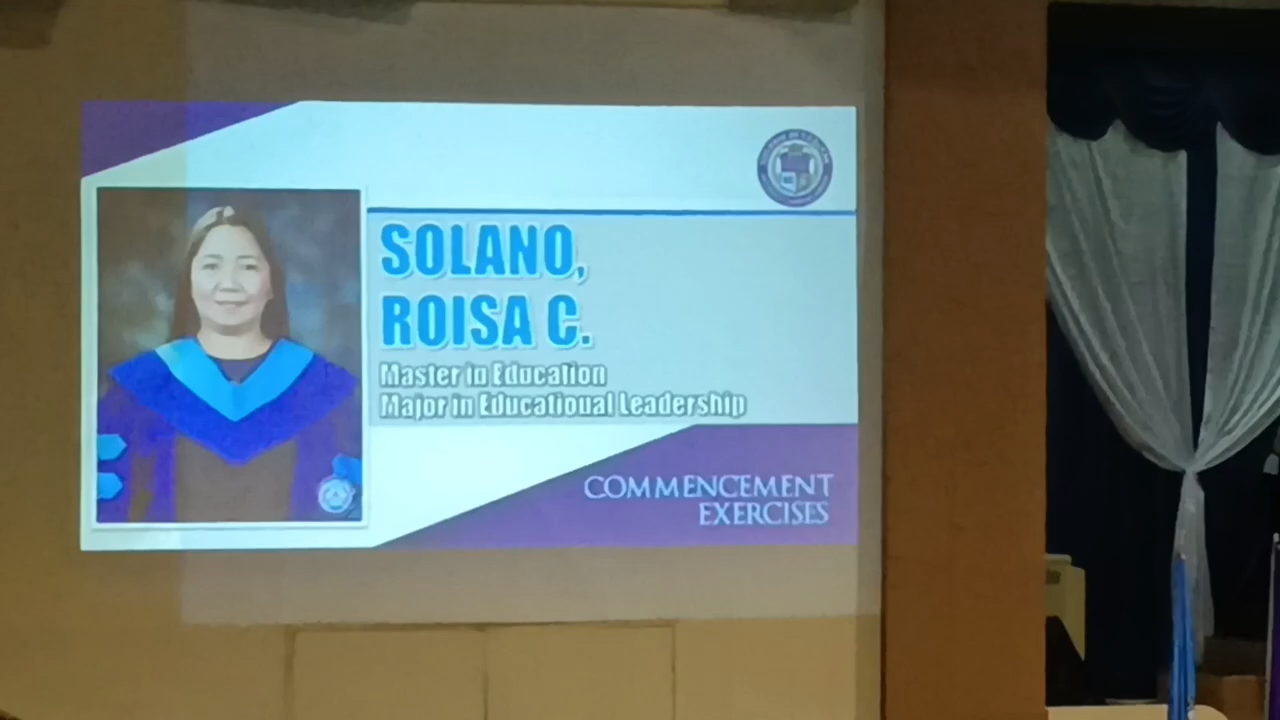 SOLANO,
ROISA C.
Master in Education
Major in Educational Leadership
COMMENCEMENT
EXERCISES